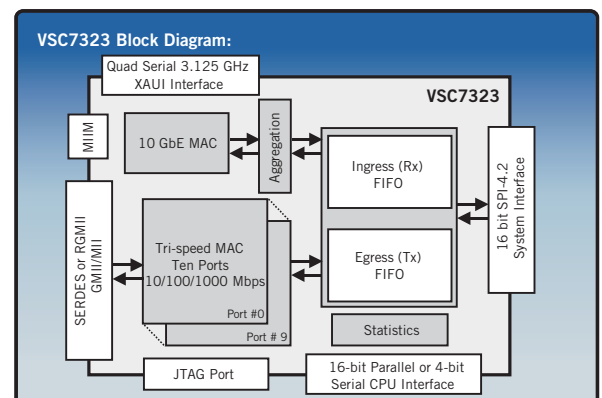 VSC7323 Block Diagram:
Quad Serial 3.125 GHz
XAUI Interface
VSC7323
MIIM
10 GbE MAC
Aggregation
Ingress (Rx)
FIFO
16 bit SPI-4.2
System Interface
SERDES or RGMII
GMII/MII
Tri-speed MAC
Ten Ports
10/100/1000 Mbps
Port #0
Port # 9
Egress (Tx)
FIFO
Statistics
JTAG Port
16-bit Parallel or 4-bit
Serial CPU Interface